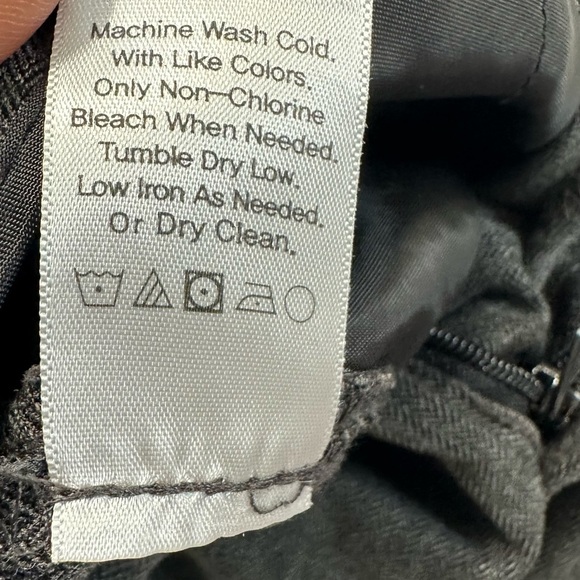 Machine Wash Cold.
With Like Colors.
Only Non-Chlorine
Bleach When Needed.
Tumble Dry Low.
Low Iron As Needed.
Or Dry Clean.